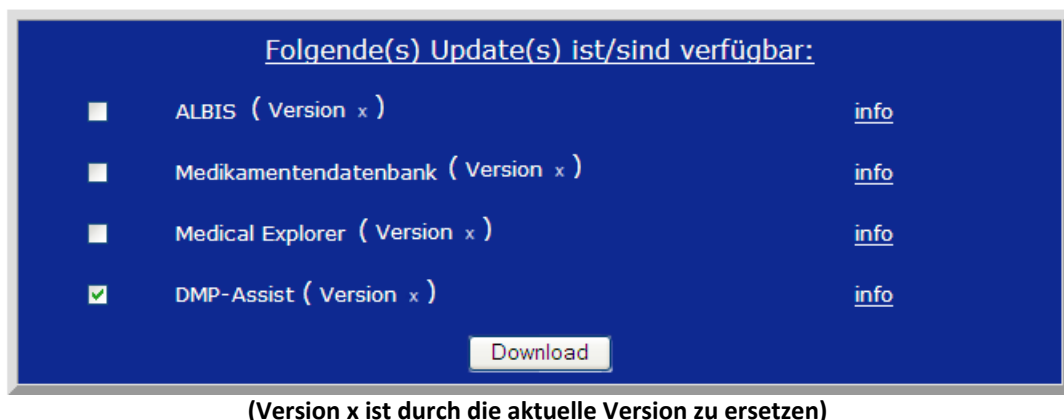 Folgende(s) Update(s) ist/sind verfügbar:
ALBIS ( Version x ) info
Medikamentendatenbank ( Version x ) info
Medical Explorer ( Version x ) info
DMP-Assist ( Version x ) info
Download
(Version x ist durch die aktuelle Version zu ersetzen)